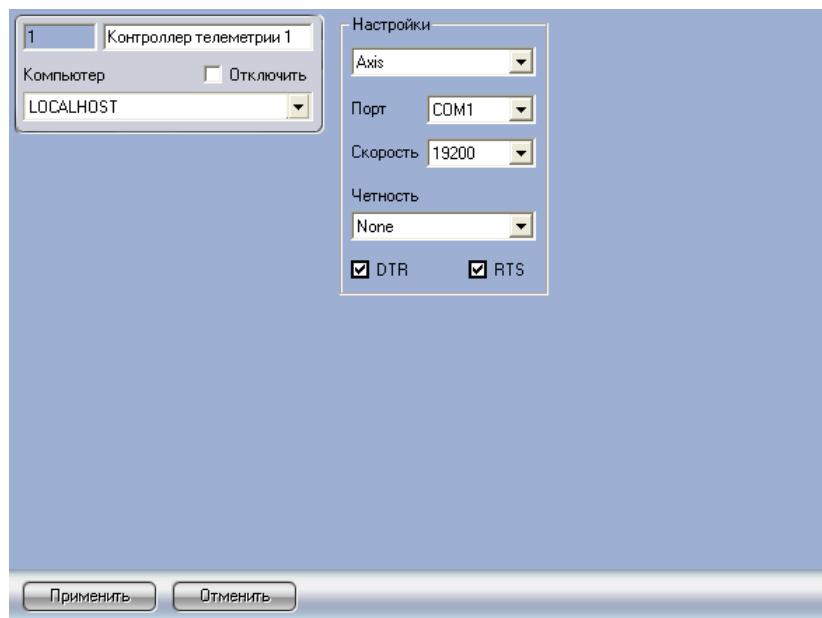 1 Контроллер телеметрии 1
Компьютер Отключить
LOCALHOST
Настройки
Axis
Порт COM1
Скорость 19200
Четность
None
DTR RTS
Применить Отменить